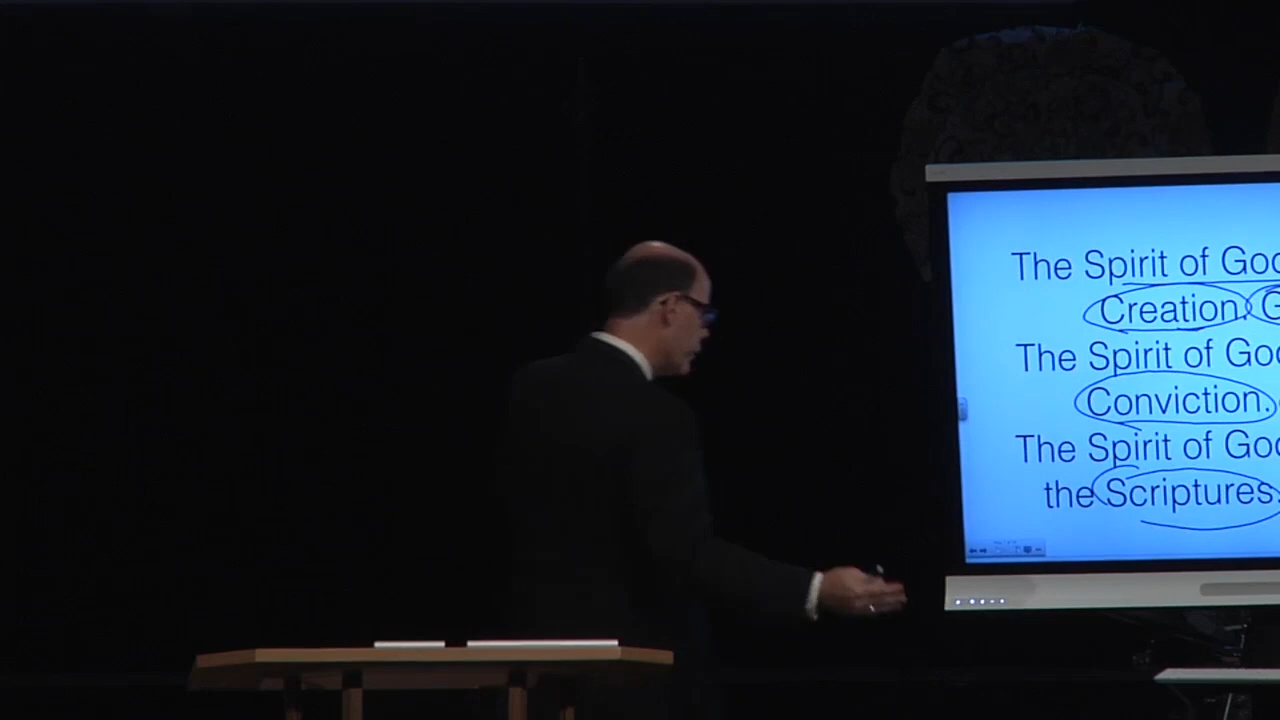 The Spirit of Go
Creation. G
The Spirit of Go
Conviction.
The Spirit of Go
the Scriptures.